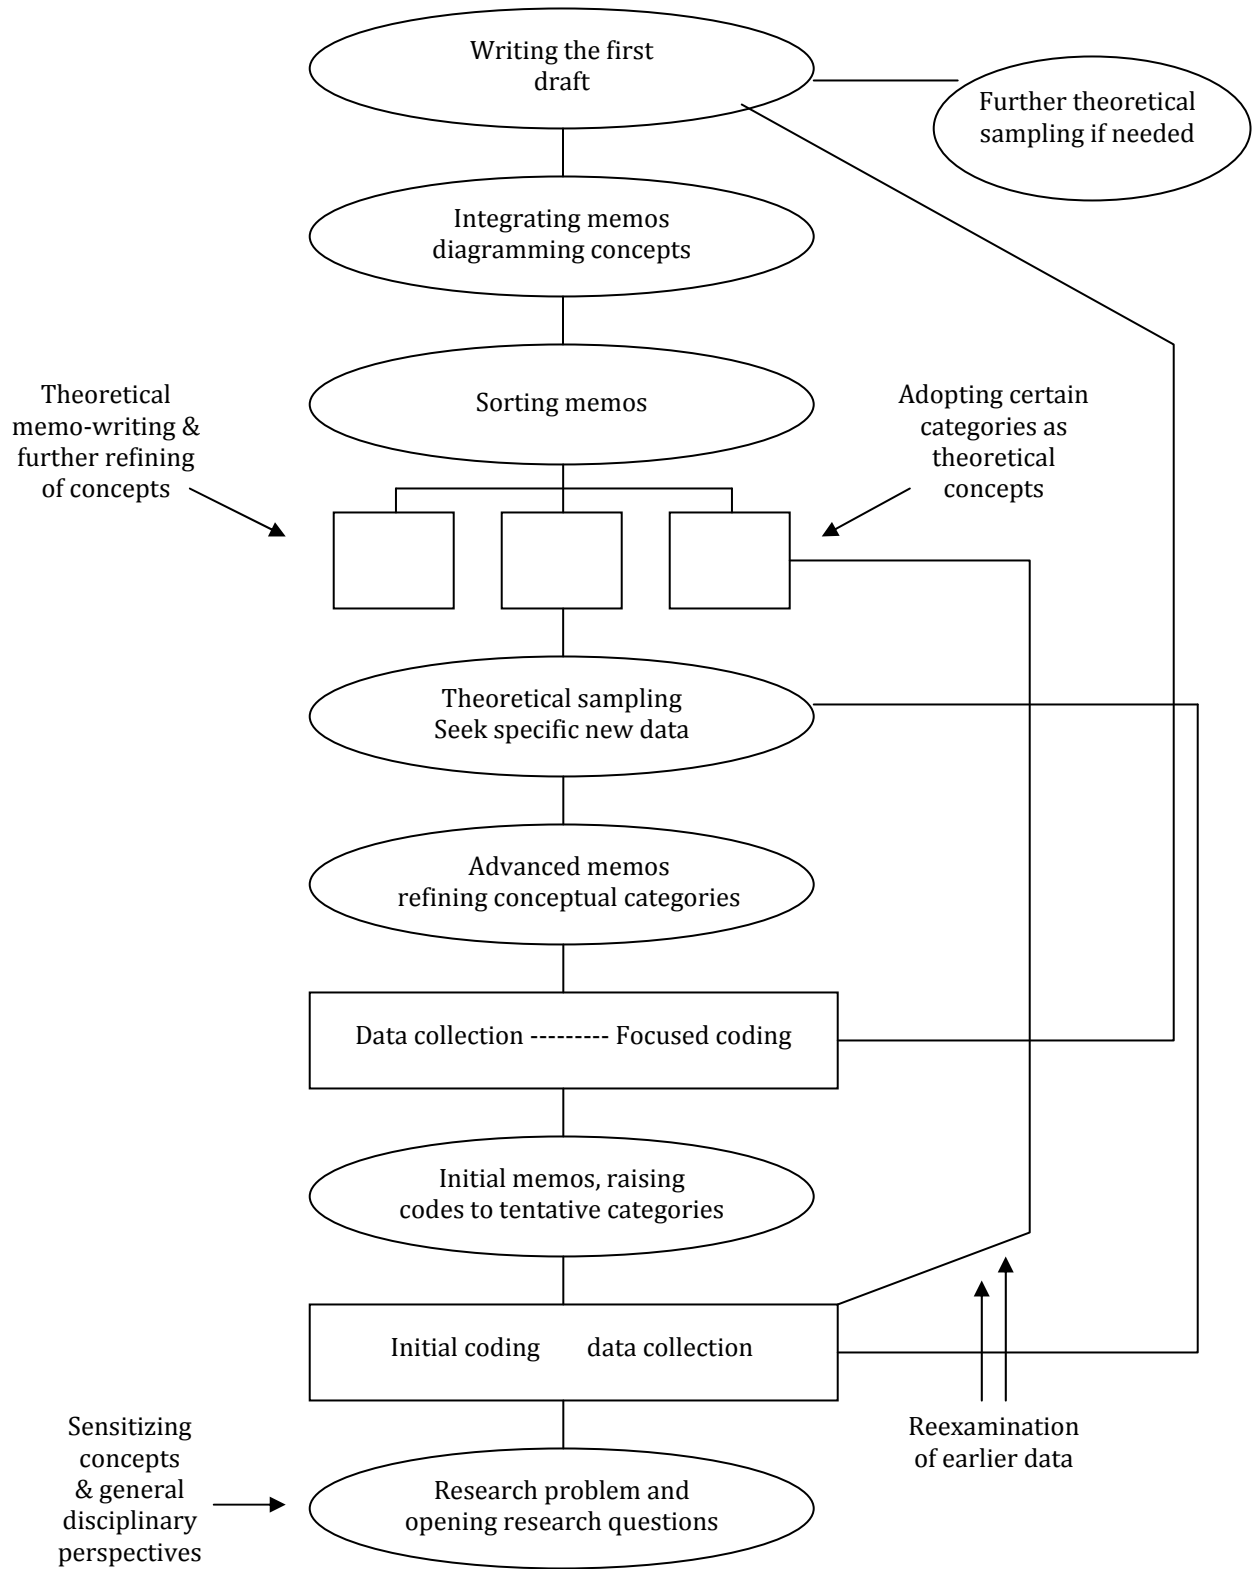 Writing the first
draft
Further theoretical
sampling if needed
Integrating memos
diagramming concepts
Sorting memos
Theoretical
memo-writing &
further refining
of concepts
Adopting certain
categories as
theoretical
concepts
Theoretical sampling
Seek specific new data
Advanced memos
refining conceptual categories
Data collection --------- Focused coding
Initial memos, raising
codes to tentative categories
Initial coding data collection
Reexamination
of earlier data
Sensitizing
concepts
& general
disciplinary
perspectives
Research problem and
opening research questions